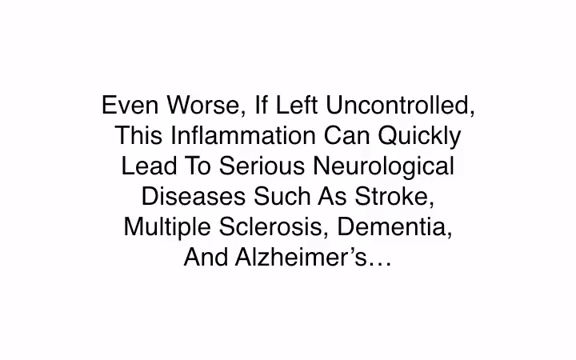 Even Worse, If Left Uncontrolled,
This Inflammation Can Quickly
Lead To Serious Neurological
Diseases Such As Stroke,
Multiple Sclerosis, Dementia,
And Alzheimer’s…